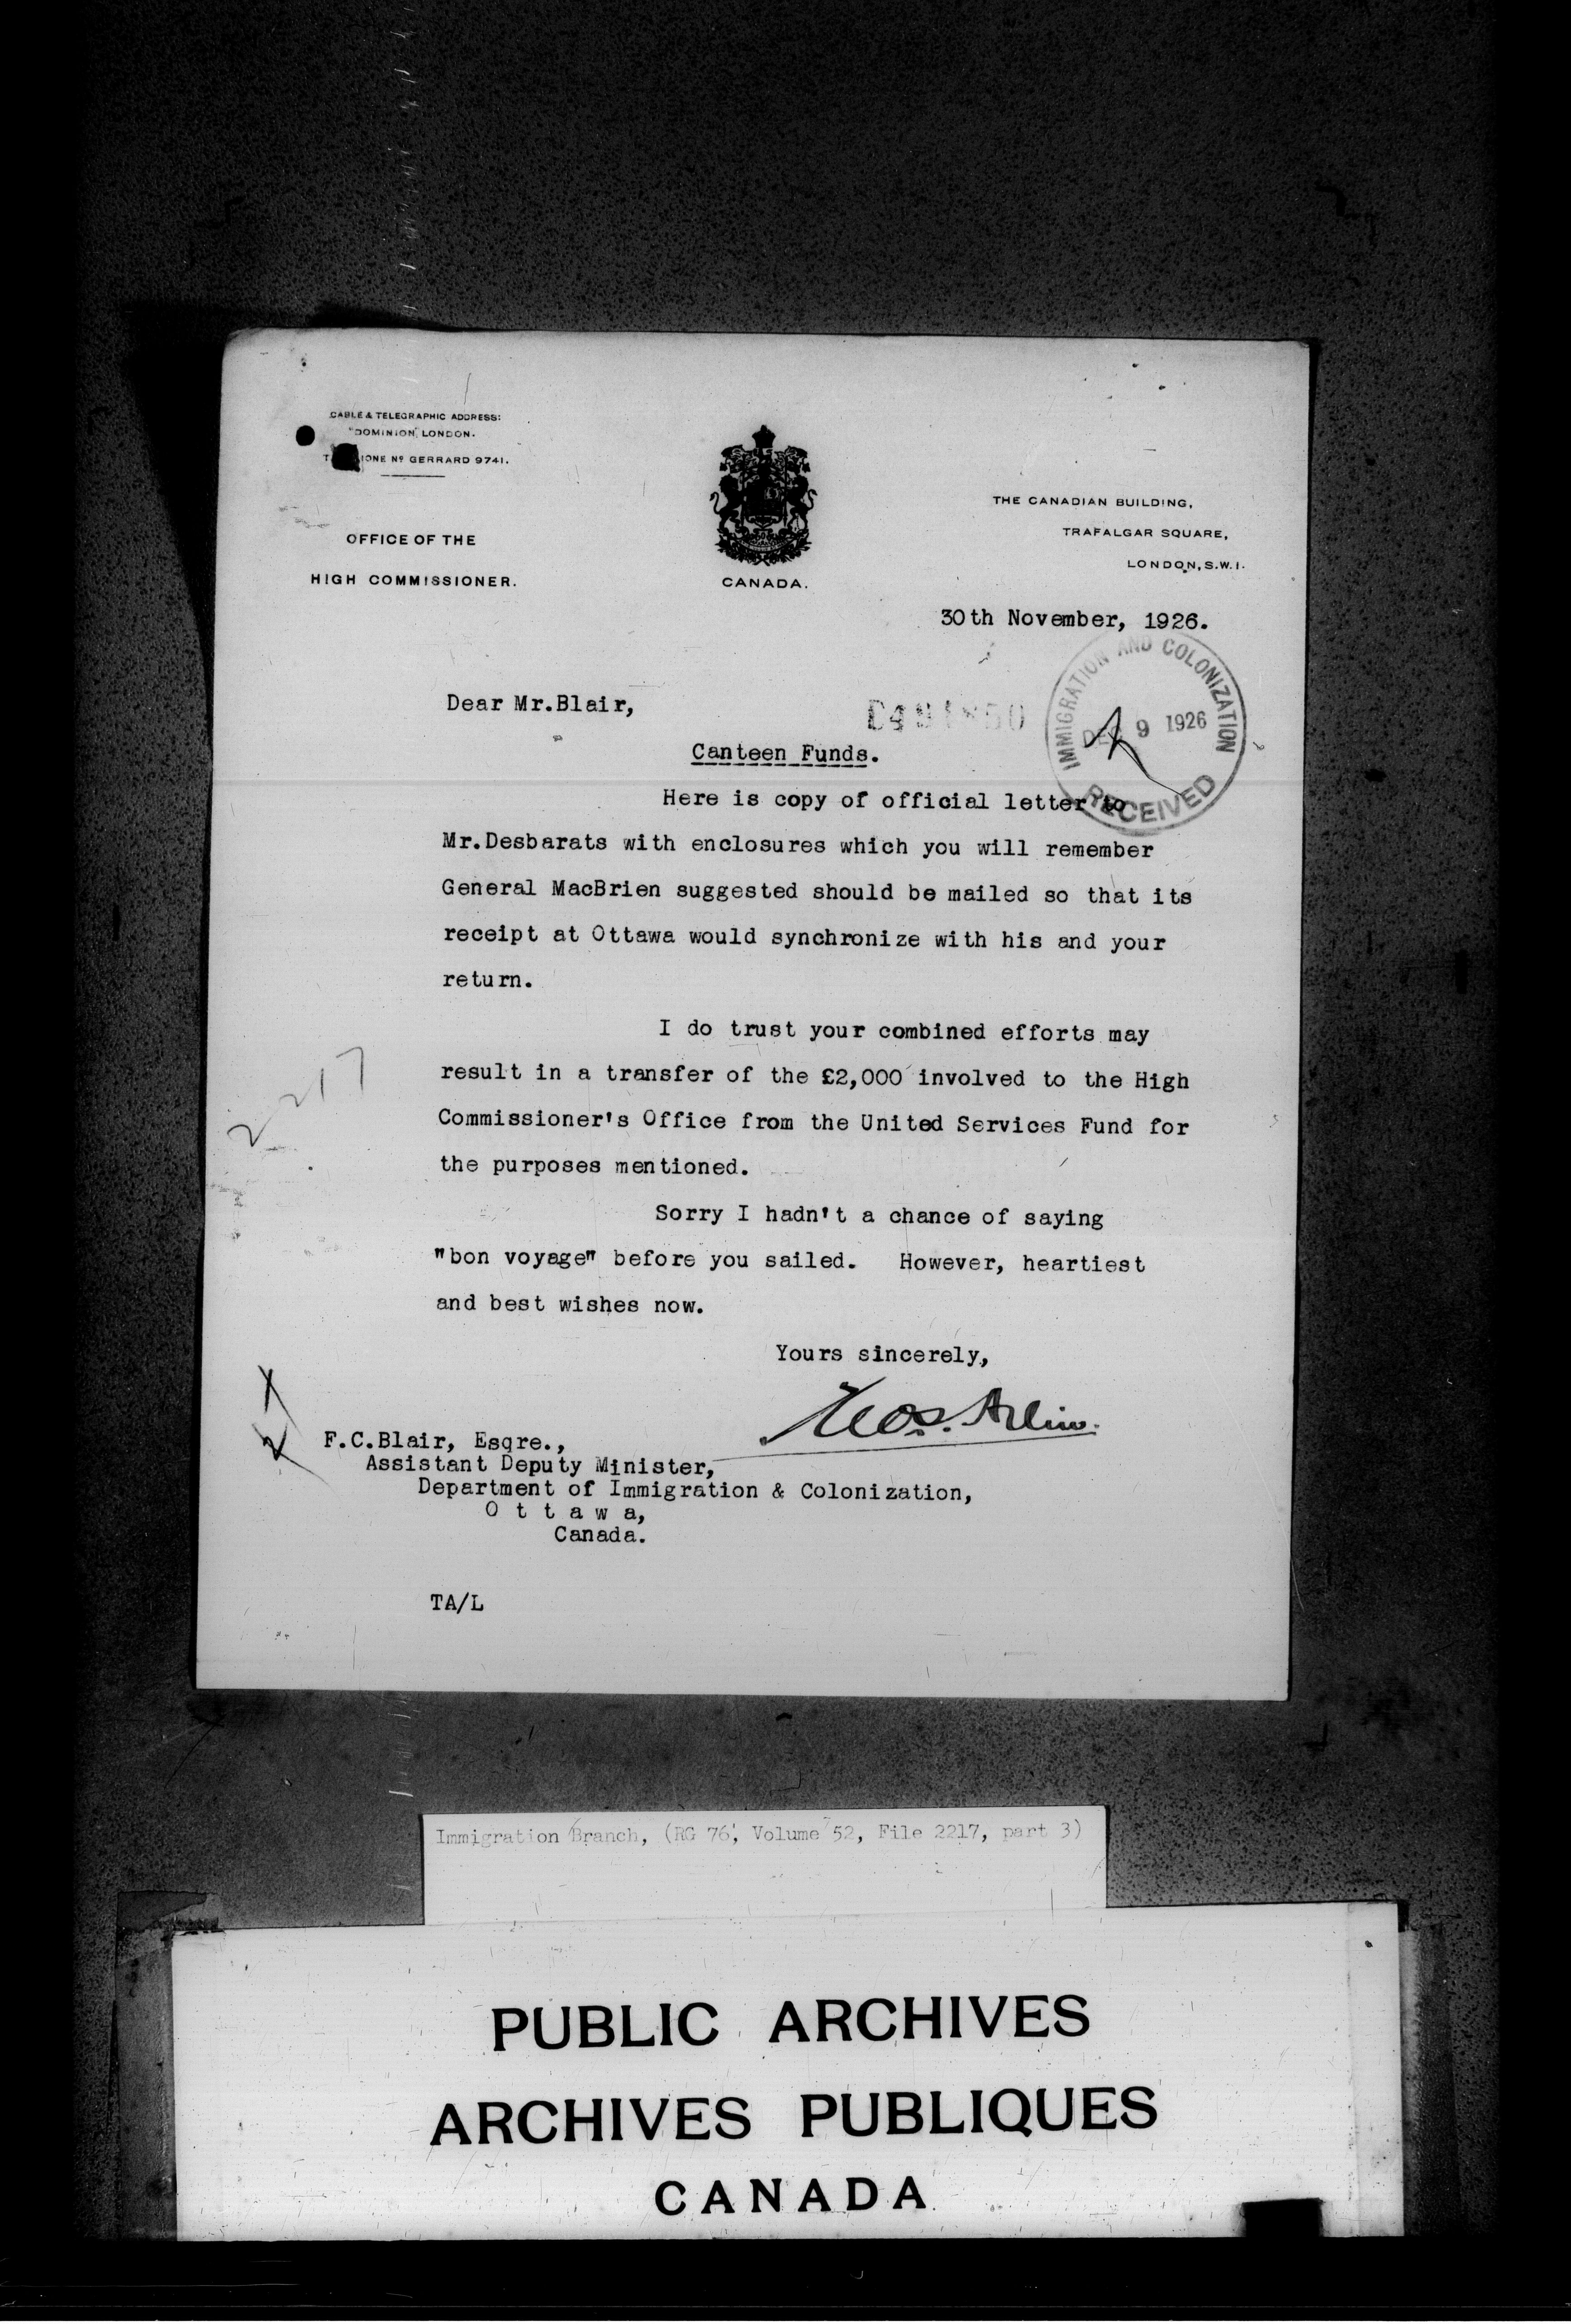 CABLE & TELEGRAPHIC ADDRESS:
"DOMINION", LONDON.
Nº GERRARD 9741.
OFFICE OF THE
HIGH COMMISSIONER.
CANADA.
THE CANADIAN BUILDING,
TRAFALGAR SQUARE,
LONDON, S.W.1.
30th November, 1926.
IMMIGRATION AND COLONIZATION
DEC 9 1926
RECEIVED
Dear Mr.Blair,
Canteen Funds.
Here is copy of official letter to
Mr.Desbarats with enclosures which you will remember
General MacBrien suggested should be mailed so that its
receipt at Ottawa would synchronize with his and your
return.
I do trust your combined efforts may
result in a transfer of the £2,000 involved to the High
Commissioner's Office from the United Services Fund for
the purposes mentioned.
2217
Sorry I hadn't a chance of saying
"bon voyage" before you sailed. However, heartiest
and best wishes now.
Yours sincerely,
F.C.Blair, Esqre.,
Assistant Deputy Minister,
Department of Immigration & Colonization,
O t t a w a,
Canada.
TA/L
Immigration Branch, (RG 76, Volume 52, File 2217, part 3)
PUBLIC ARCHIVES
ARCHIVES PUBLIQUES
CANADA